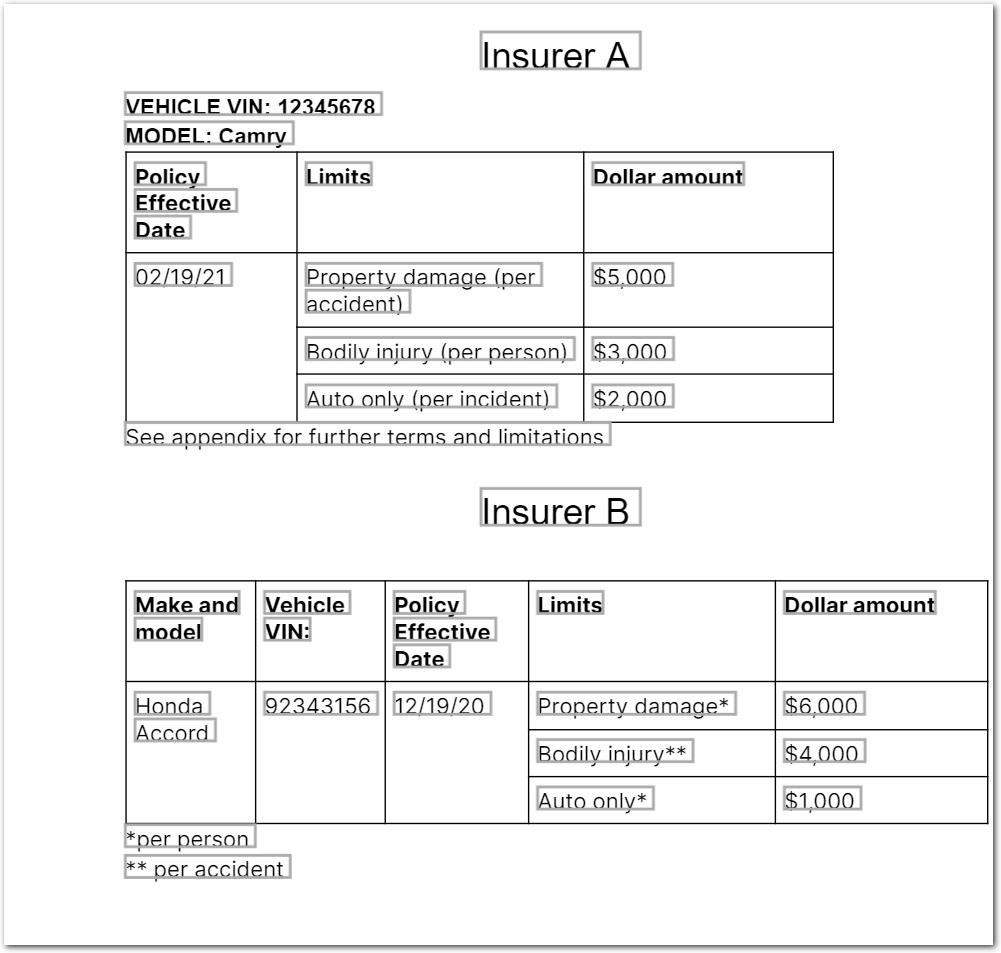 Insurer A
VEHICLE VIN: 12345678
MODEL: Camry
Policy Effective Date
Limits
Dollar amount
02/19/21
Property damage (per accident)
$5,000
Bodily injury (per person)
$3,000
Auto only (per incident)
$2,000
See appendix for further terms and limitations
Insurer B
Make and model
Vehicle VIN:
Policy Effective Date
Limits
Dollar amount
Honda Accord
92343156
12/19/20
Property damage*
$6,000
Bodily injury**
$4,000
Auto only*
$1,000
*per person
** per accident